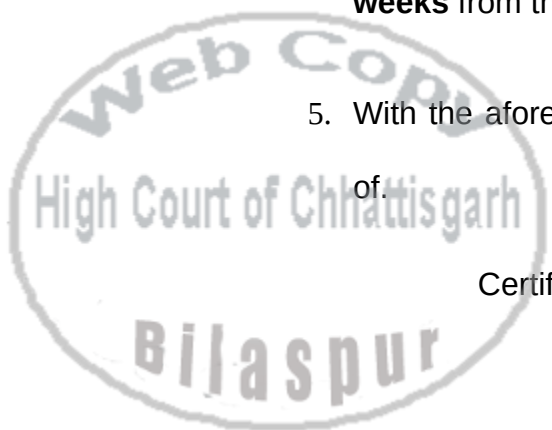 weeks from th
Web Copy
5. With the afore
of.
High Court of Chhattisgarh
Certif
Bilaspur